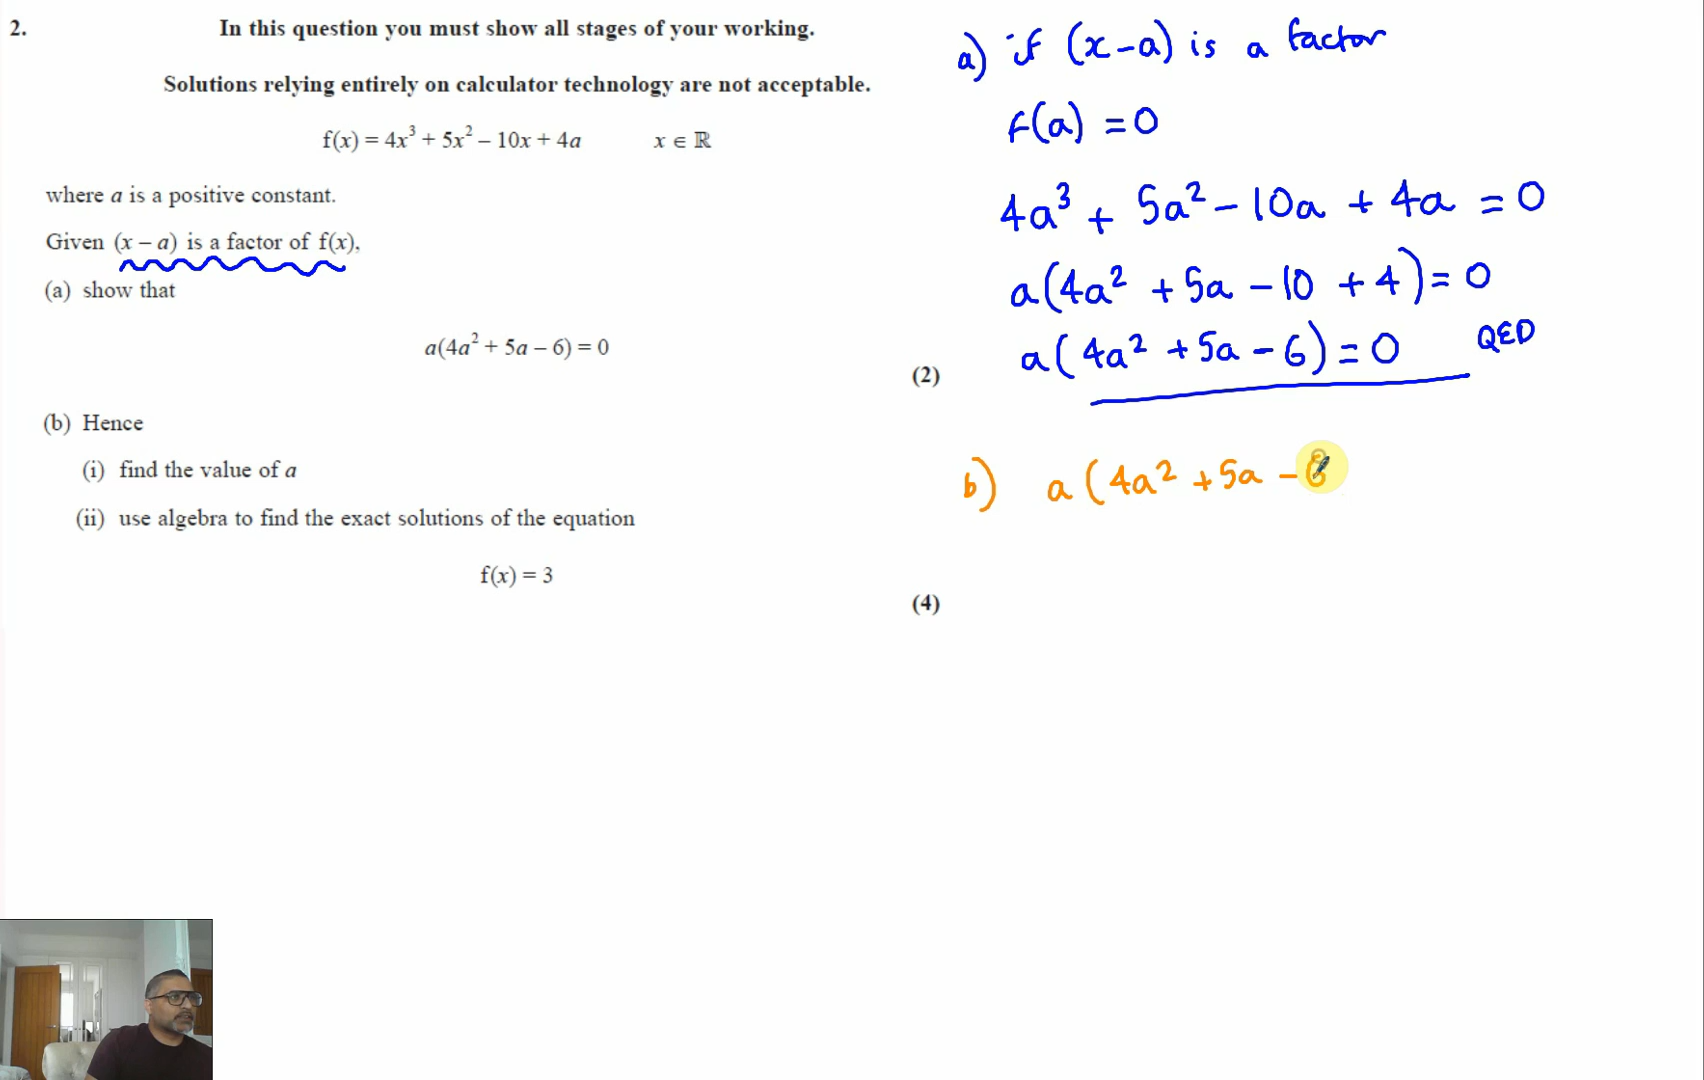 2. In this question you must show all stages of your working.
Solutions relying entirely on calculator technology are not acceptable.
f(x) = 4x³ + 5x² – 10x + 4a x ∈ ℝ
where a is a positive constant.
Given (x – a) is a factor of f(x),
(a) show that
a(4a² + 5a – 6) = 0
(2)
(b) Hence
(i) find the value of a
(ii) use algebra to find the exact solutions of the equation
f(x) = 3
(4)
a) if (x-a) is a factor
f(a) = 0
4a³ + 5a² - 10a + 4a = 0
a(4a² + 5a - 10 + 4) = 0
a(4a² + 5a - 6) = 0 QED
b) a(4a² + 5a - 6